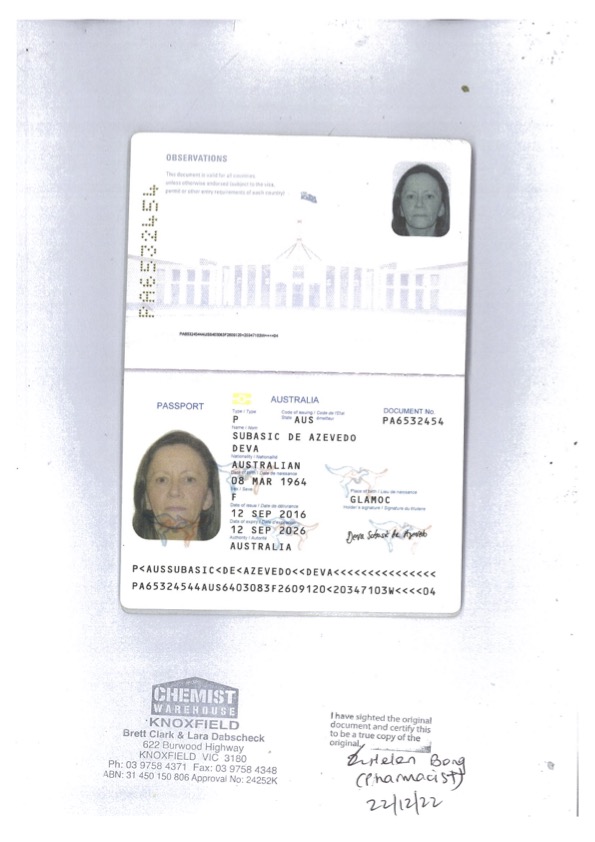 OBSERVATIONS
This document is valid for all countries
unless otherwise endorsed (subject to the visa,
permit or other entry requirements of each country)
PA6532454
PASSPORT
AUSTRALIA
Type / Type
P
Code of issuing / Code de l'État
State AUS émetteur
DOCUMENT No
PA6532454
Name / Nom
SUBASIC DE AZEVEDO
DEVA
Nationality / Nationalité
AUSTRALIAN
Date of birth / Date de naissance
08 MAR 1964
Sex / Sexe
F
Place of birth / Lieu de naissance
GLAMOC
Date of issue / Date de délivrance
12 SEP 2016
Holder's signature / Signature du titulaire
Date of expiry / Date d'expiration
12 SEP 2026
Deva Subasic de Azevedo
Authority / Autorité
AUSTRALIA
P<AUSSUBASIC<DE<AZEVEDO<<DEVA<<<<<<<<<<<<<<<
PA65324544AUS6403083F2609120<20347103W<<<<04
CHEMIST
WAREHOUSE
KNOXFIELD
Brett Clark & Lara Dabscheck
622 Burwood Highway
KNOXFIELD VIC 3180
Ph: 03 9758 4371 Fax: 03 9758 4348
ABN: 31 450 150 806 Approval No: 24252K
I have sighted the original
document and certify this
to be a true copy of the
original.
Helen Bong
(Pharmacist)
22/12/22